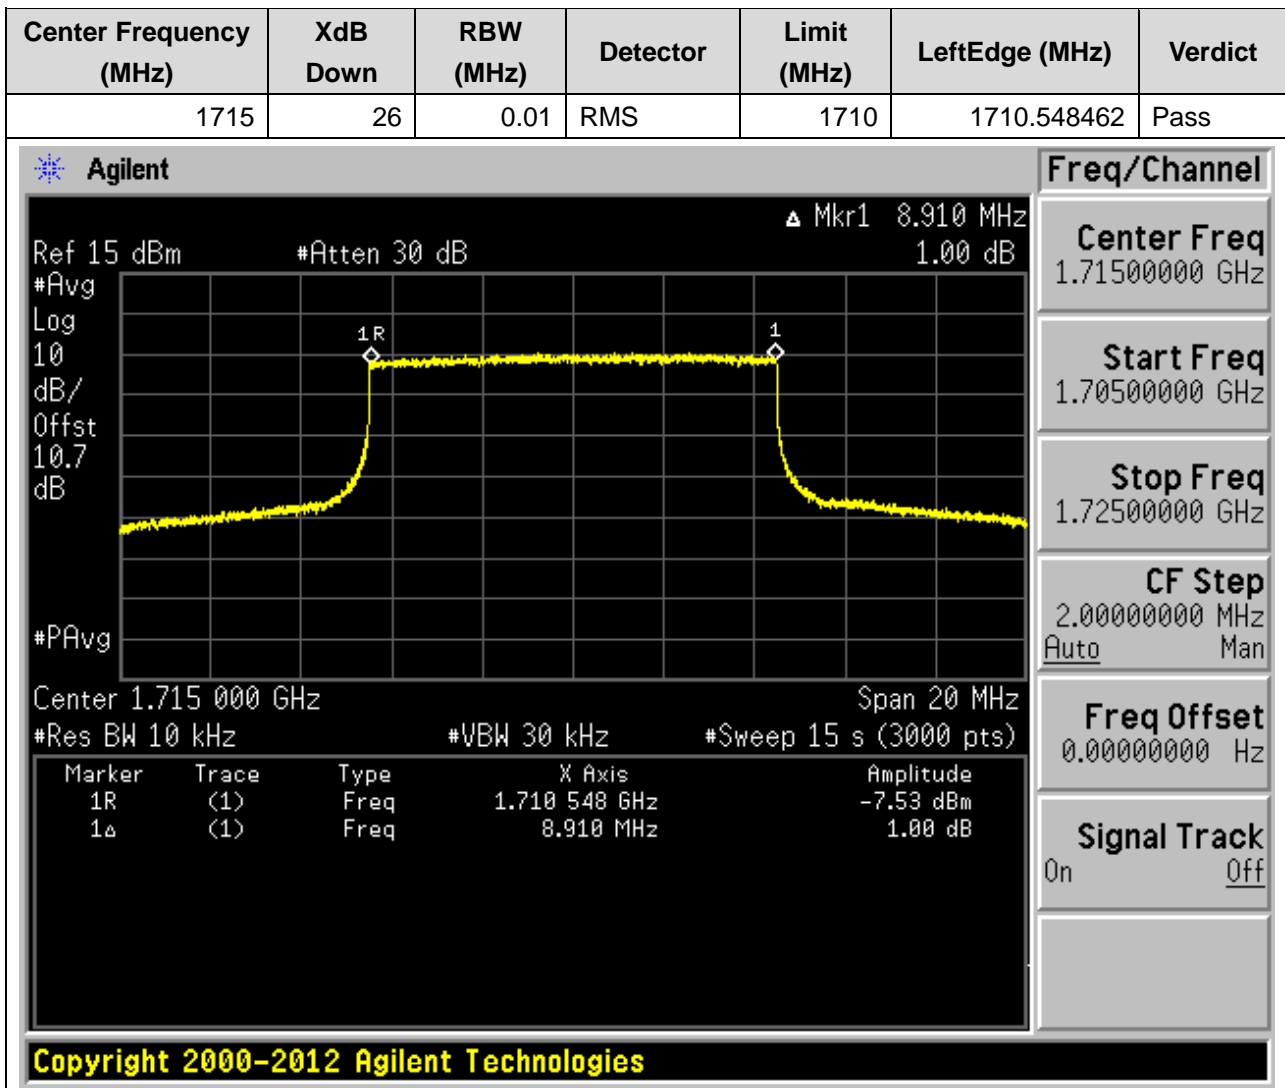 Center Frequency (MHz) XdB Down RBW (MHz) Detector Limit (MHz) LeftEdge (MHz) Verdict
1715 26 0.01 RMS 1710 1710.548462 Pass
Agilent
Freq/Channel
Δ Mkr1 8.910 MHz
Ref 15 dBm #Atten 30 dB 1.00 dB
#Avg
Log
10
dB/
Offst
10.7
dB
#PAvg
1R
1
Center 1.715 000 GHz Span 20 MHz
#Res BW 10 kHz #VBW 30 kHz #Sweep 15 s (3000 pts)
Marker Trace Type X Axis Amplitude
1R (1) Freq 1.710 548 GHz -7.53 dBm
1Δ (1) Freq 8.910 MHz 1.00 dB
Center Freq
1.71500000 GHz
Start Freq
1.70500000 GHz
Stop Freq
1.72500000 GHz
CF Step
2.00000000 MHz
Auto Man
Freq Offset
0.00000000 Hz
Signal Track
On Off
Copyright 2000-2012 Agilent Technologies